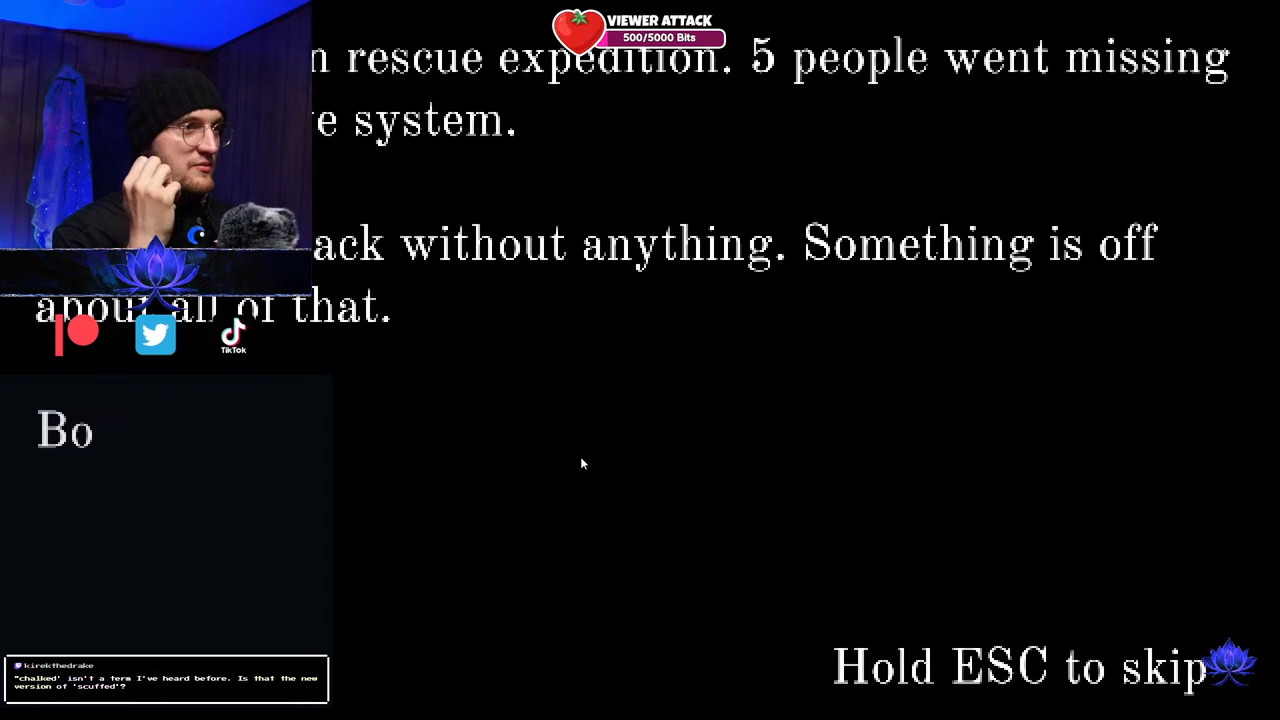 VIEWER ATTACK
500/5000 Bits
n rescue expedition. 5 people went missing
e system.
ack without anything. Something is off
about all of that.
TikTok
Bo
kirekthedrake
"chalked' isn't a term I've heard before. Is that the new
version of 'scuffed'?
Hold ESC to skip